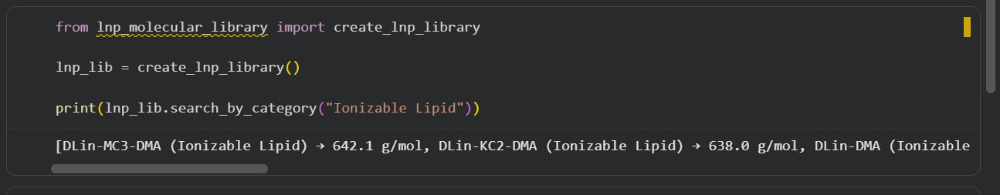 from lnp_molecular_library import create_lnp_library
lnp_lib = create_lnp_library()
print(lnp_lib.search_by_category("Ionizable Lipid"))
[DLin-MC3-DMA (Ionizable Lipid) → 642.1 g/mol, DLin-KC2-DMA (Ionizable Lipid) → 638.0 g/mol, DLin-DMA (Ionizable